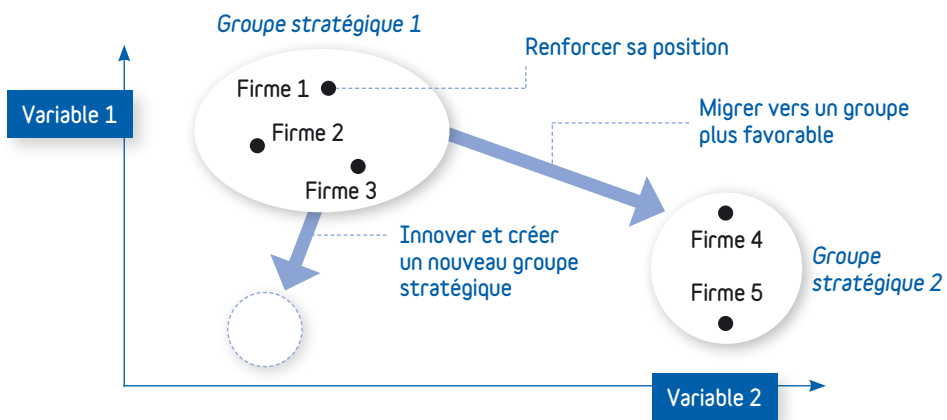 Groupe stratégique 1
Renforcer sa position
Firme 1
Variable 1
Migrer vers un groupe
plus favorable
Firme 2
Firme 3
Innover et créer
un nouveau groupe
stratégique
Firme 4
Groupe
stratégique 2
Firme 5
Variable 2